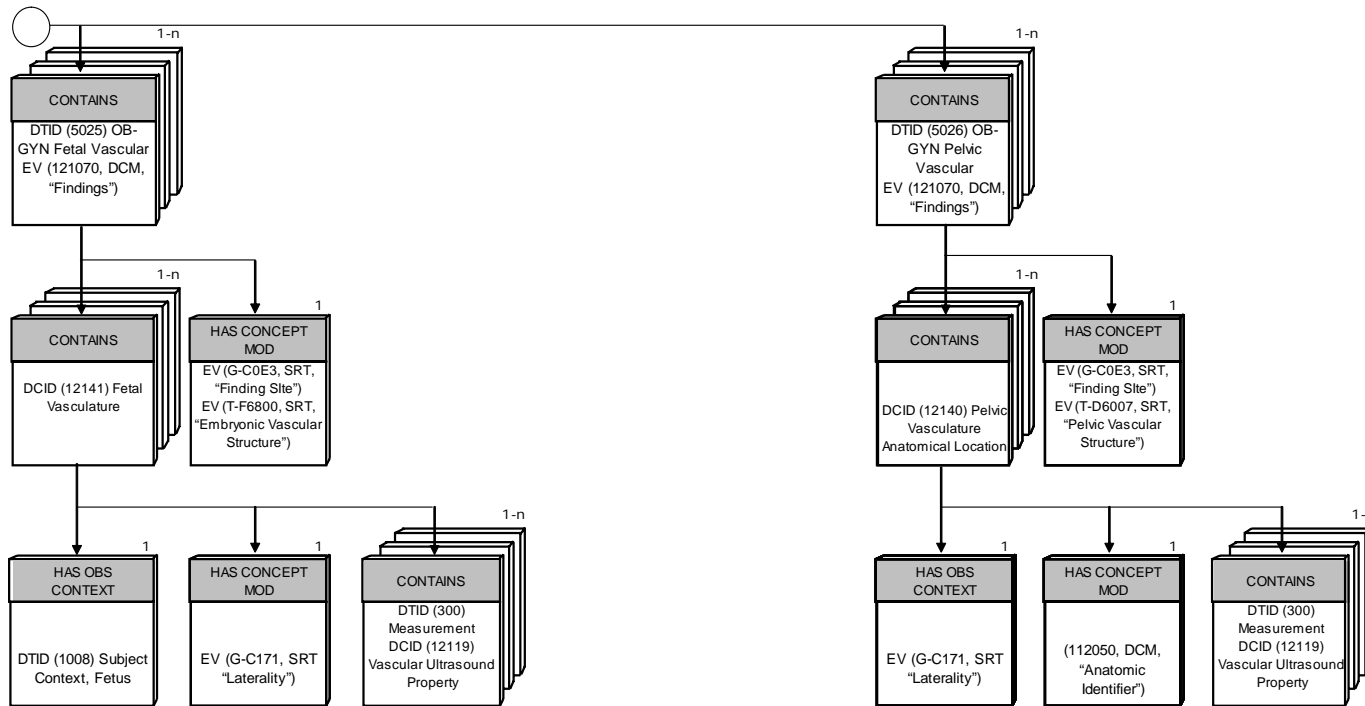 1-n
CONTAINS
DTID (5025) OB-
GYN Fetal Vascular
EV (121070, DCM,
“Findings”)
1-n
CONTAINS
DTID (5026) OB-
GYN Pelvic
Vascular
EV (121070, DCM,
“Findings”)
1-n
CONTAINS
DCID (12141) Fetal
Vasculature
1
HAS CONCEPT
MOD
EV (G-C0E3, SRT,
“Finding SIte”)
EV (T-F6800, SRT,
“Embryonic Vascular
Structure”)
1-n
CONTAINS
DCID (12140) Pelvic
Vasculature
Anatomical Location
1
HAS CONCEPT
MOD
EV (G-C0E3, SRT,
“Finding SIte”)
EV (T-D6007, SRT,
“Pelvic Vascular
Structure”)
1
HAS OBS
CONTEXT
DTID (1008) Subject
Context, Fetus
1
HAS CONCEPT
MOD
EV (G-C171, SRT
“Laterality”)
1-n
CONTAINS
DTID (300)
Measurement
DCID (12119)
Vascular Ultrasound
Property
1
HAS OBS
CONTEXT
EV (G-C171, SRT
“Laterality”)
1
HAS CONCEPT
MOD
(112050, DCM,
“Anatomic
Identifier”)
1-
CONTAINS
DTID (300)
Measurement
DCID (12119)
Vascular Ultrasound
Property